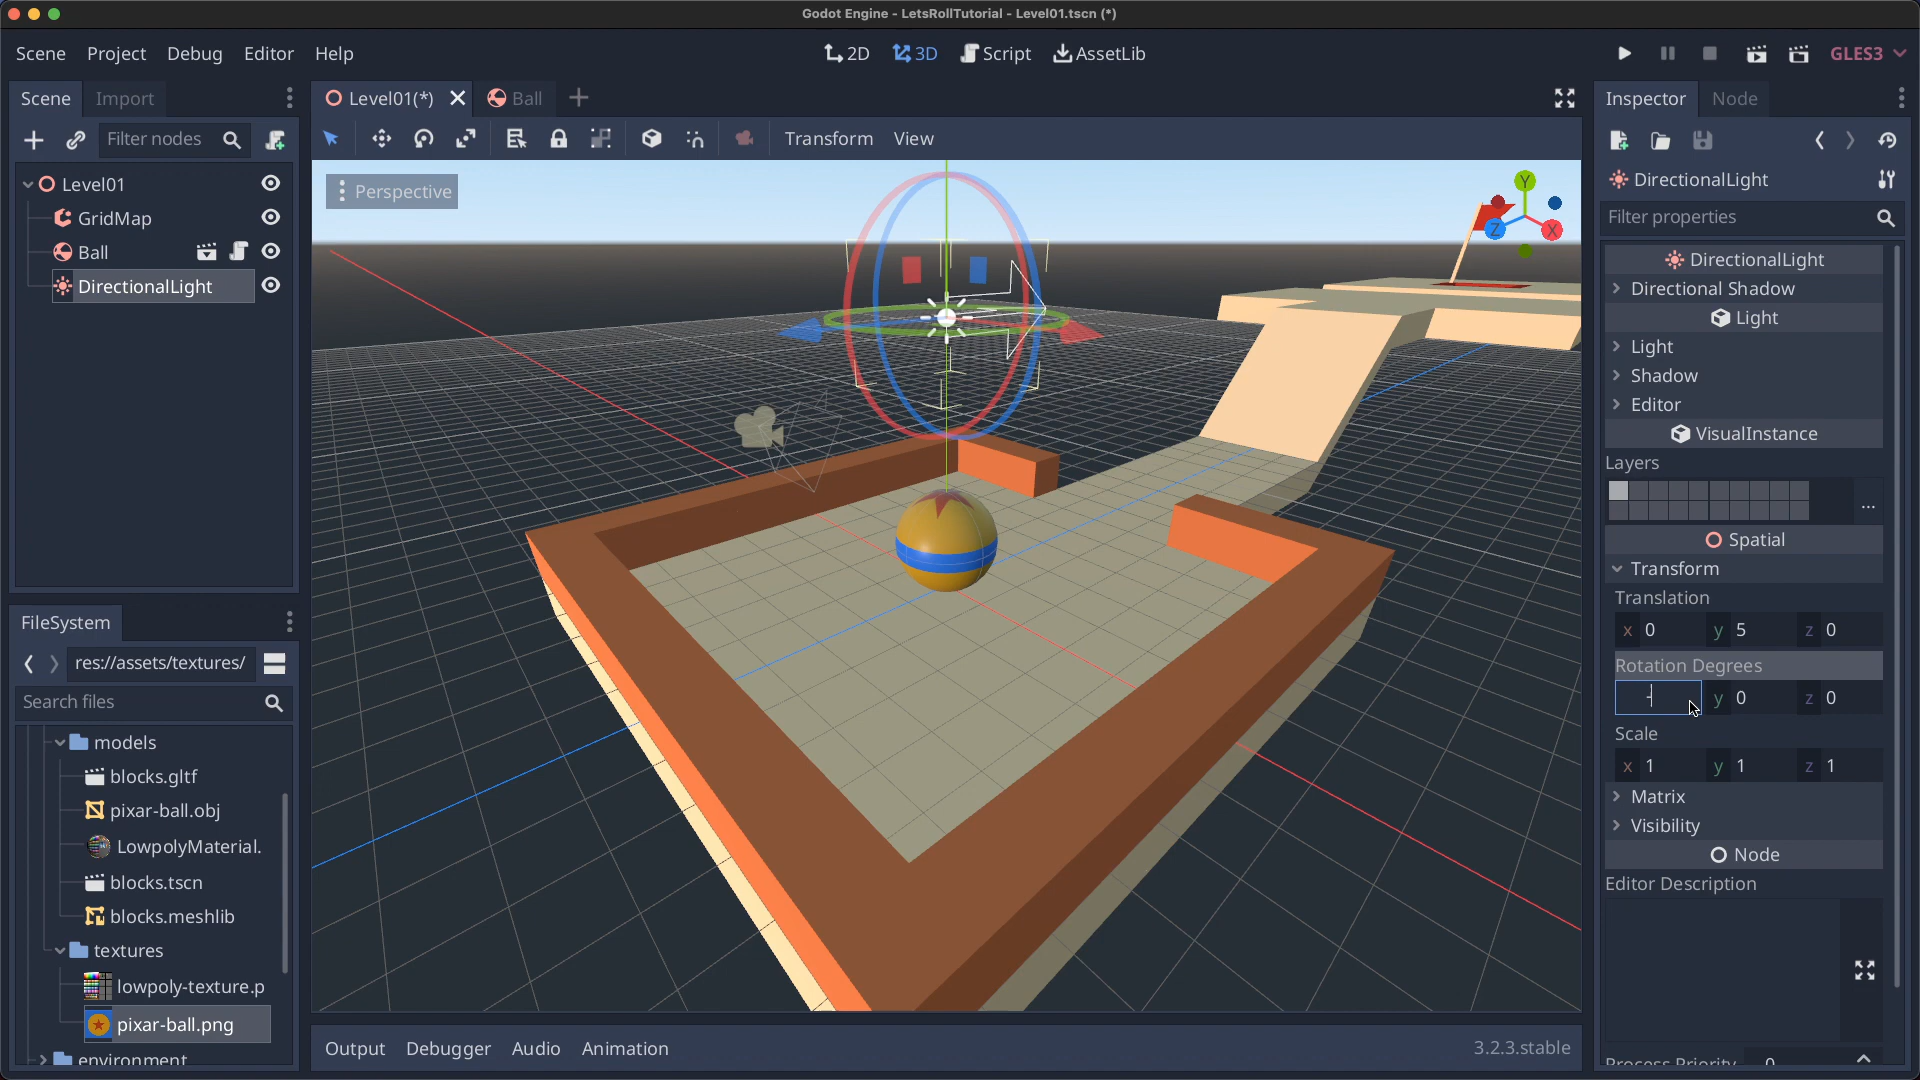 Godot Engine - LetsRollTutorial - Level01.tscn (*)
Scene Project Debug Editor Help
2D 3D Script AssetLib
GLES3
Scene Import
Filter nodes
Level01
GridMap
Ball
DirectionalLight
FileSystem
res://assets/textures/
Search files
models
blocks.gltf
pixar-ball.obj
LowpolyMaterial.
blocks.tscn
blocks.meshlib
textures
lowpoly-texture.p
pixar-ball.png
environment
Level01(*) Ball
Transform View
Perspective
Y
Z X
Output Debugger Audio Animation 3.2.3.stable
Inspector Node
DirectionalLight
Filter properties
DirectionalLight
Directional Shadow
Light
Light
Shadow
Editor
VisualInstance
Layers
...
Spatial
Transform
Translation
x 0 y 5 z 0
Rotation Degrees
- y 0 z 0
Scale
x 1 y 1 z 1
Matrix
Visibility
Node
Editor Description
Process Priority 0